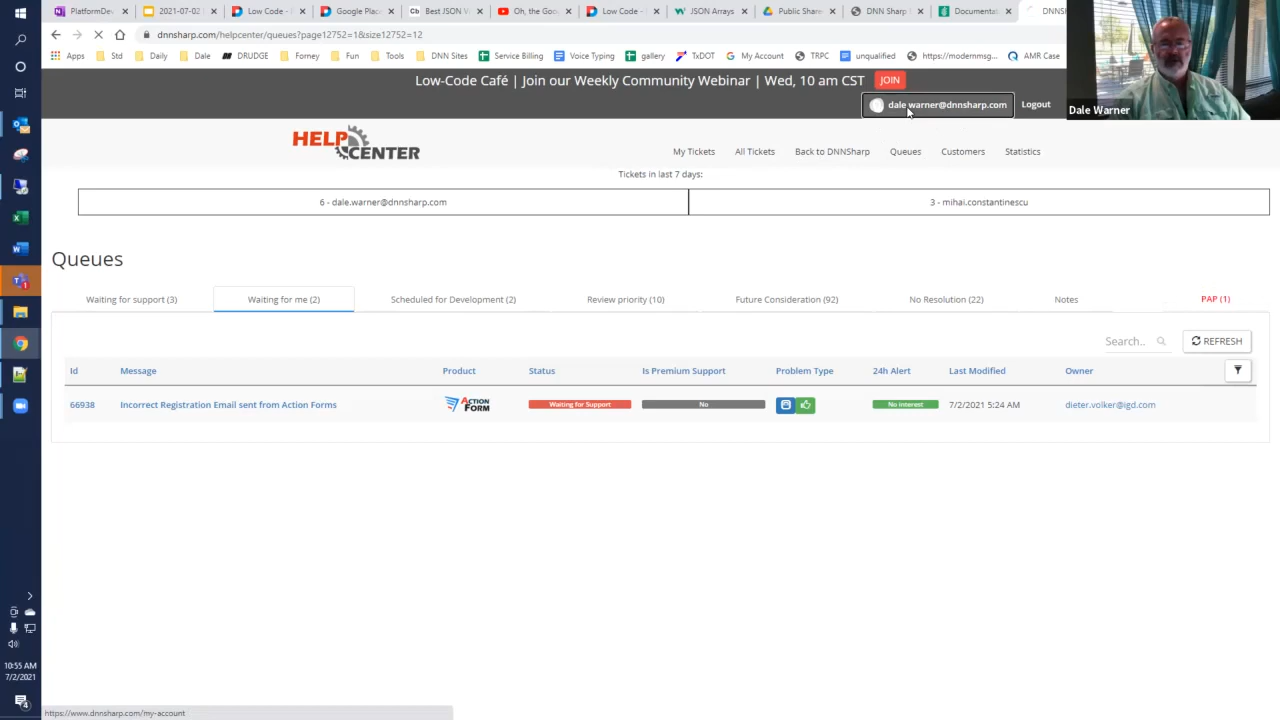 PlatformDev
2021-07-02
Low Code -
Google Plac
Best JSON V
Oh, the Goo
Low Code -
JSON Arrays
Public Share
DNN Sharp
Documenta
DNNSH
dnnsharp.com/helpcenter/queues?page12752=1&size12752=12
Apps
Std
Daily
Dale
DRUDGE
Forney
Fun
Tools
DNN Sites
Service Billing
Voice Typing
gallery
TxDOT
My Account
TRPC
unqualified
https://modernmsg...
AMR Case
Low-Code Café | Join our Weekly Community Webinar | Wed, 10 am CST JOIN
dale.warner@dnnsharp.com Logout
Dale Warner
HELP CENTER
My Tickets All Tickets Back to DNNSharp Queues Customers Statistics
Tickets in last 7 days:
6 - dale.warner@dnnsharp.com 3 - mihai.constantinescu
Queues
Waiting for support (3) Waiting for me (2) Scheduled for Development (2) Review priority (10) Future Consideration (92) No Resolution (22) Notes PAP (1)
Search.. REFRESH
Id Message Product Status Is Premium Support Problem Type 24h Alert Last Modified Owner
66938 Incorrect Registration Email sent from Action Forms ACTION FORM Waiting for Support No No interest 7/2/2021 5:24 AM dieter.volker@igd.com
10:55 AM
7/2/2021
4
https://www.dnnsharp.com/my-account